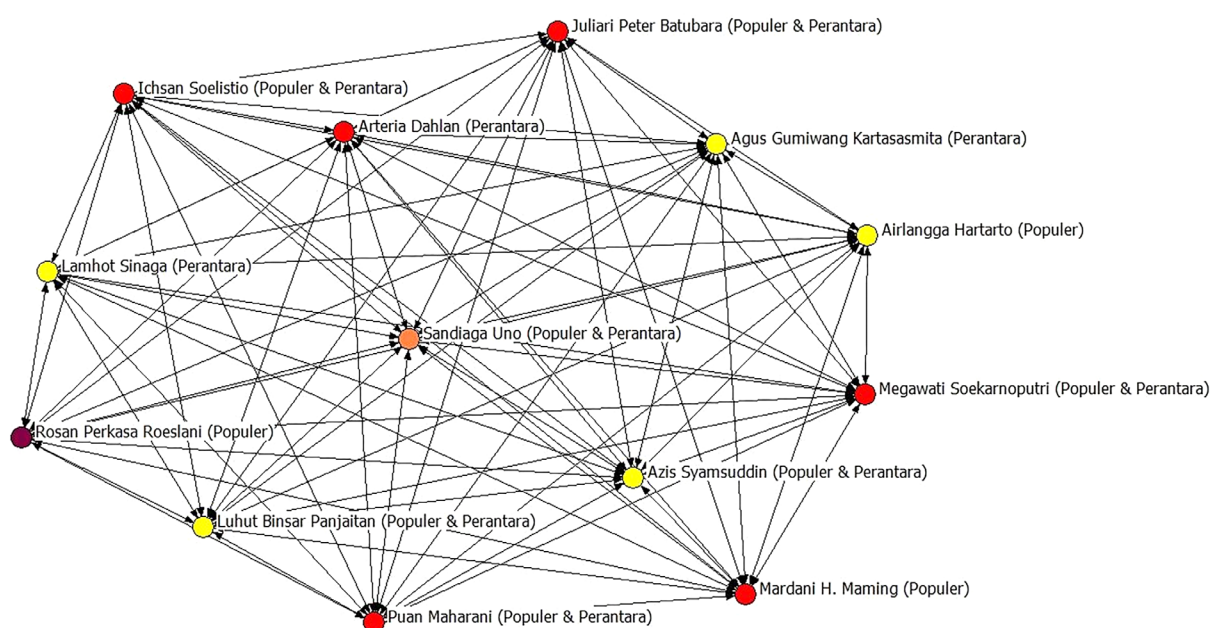 Juliari Peter Batubara (Populer & Perantara)
Ichsan Soelistio (Populer & Perantara)
Arteria Dahlan (Perantara)
Agus Gumiwang Kartasasmita (Perantara)
Airlangga Hartarto (Populer)
Lamhot Sinaga (Perantara)
Sandiaga Uno (Populer & Perantara)
Megawati Soekarnoputri (Populer & Perantara)
Rosan Perkasa Roeslani (Populer)
Azis Syamsuddin (Populer & Perantara)
Luhut Binsar Panjaitan (Populer & Perantara)
Mardani H. Maming (Populer)
Puan Maharani (Populer & Perantara)